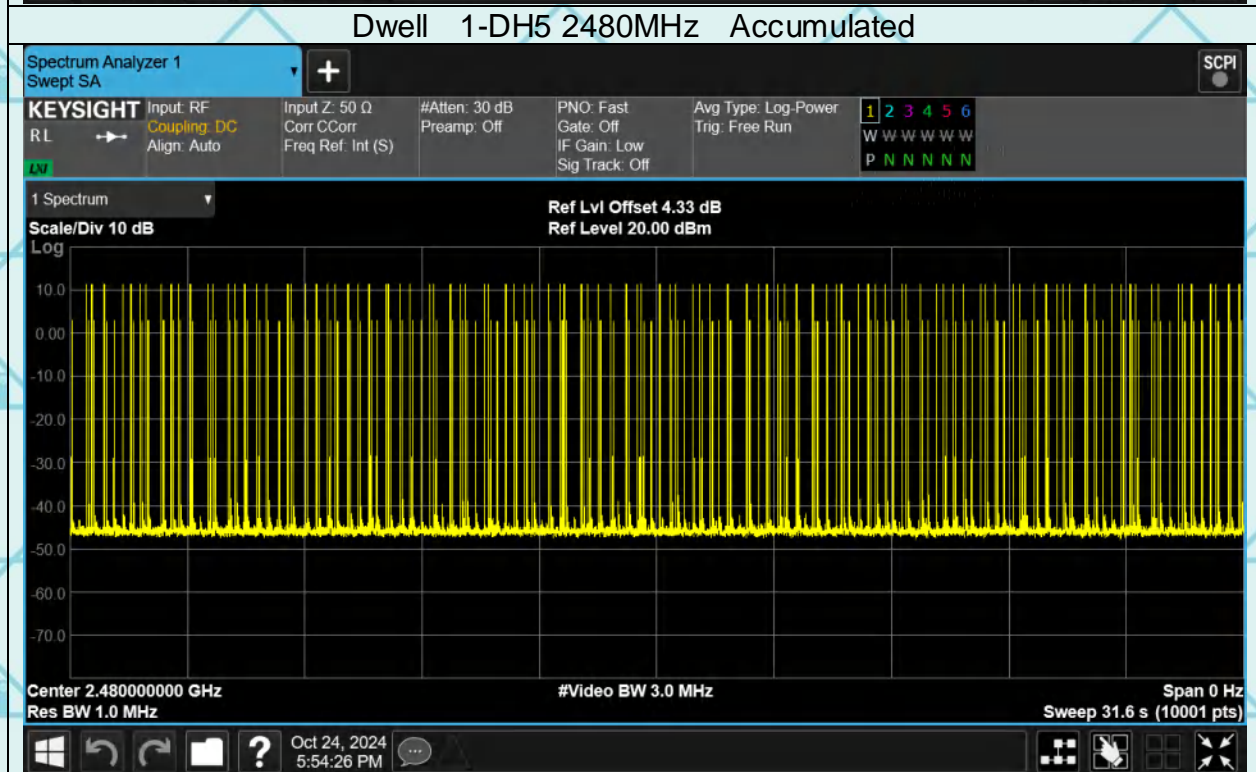 Dwell 1-DH5 2480MHz Accumulated
Spectrum Analyzer 1
Swept SA
+
SCPI
KEYSIGHT
RL
LXI
Input: RF
Coupling: DC
Align: Auto
Input Z: 50 Ω
Corr CCorr
Freq Ref: Int (S)
#Atten: 30 dB
Preamp: Off
PNO: Fast
Gate: Off
IF Gain: Low
Sig Track: Off
Avg Type: Log-Power
Trig: Free Run
1 2 3 4 5 6
W W W W W W
P N N N N N
1 Spectrum
Scale/Div 10 dB
Ref Lvl Offset 4.33 dB
Ref Level 20.00 dBm
Log
10.0
0.00
-10.0
-20.0
-30.0
-40.0
-50.0
-60.0
-70.0
Center 2.480000000 GHz
Res BW 1.0 MHz
#Video BW 3.0 MHz
Span 0 Hz
Sweep 31.6 s (10001 pts)
?
Oct 24, 2024
5:54:26 PM